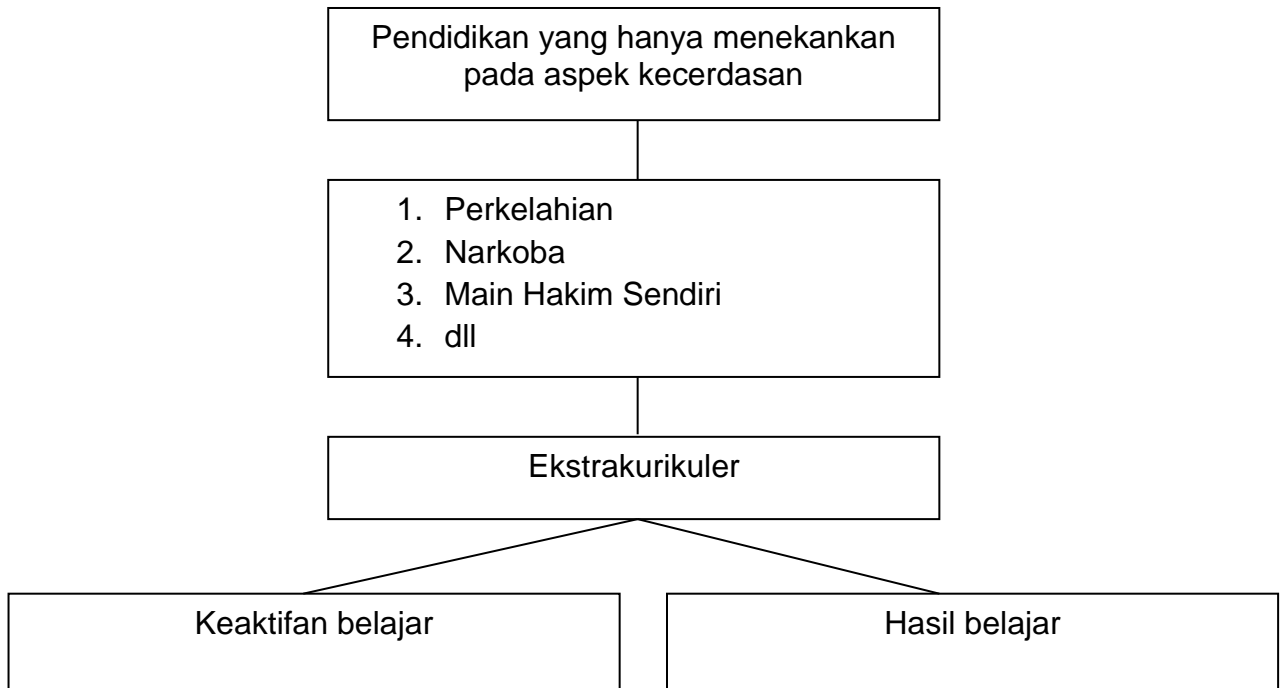 Pendidikan yang hanya menekankan
pada aspek kecerdasan
1. Perkelahian
2. Narkoba
3. Main Hakim Sendiri
4. dll
Ekstrakurikuler
Keaktifan belajar
Hasil belajar